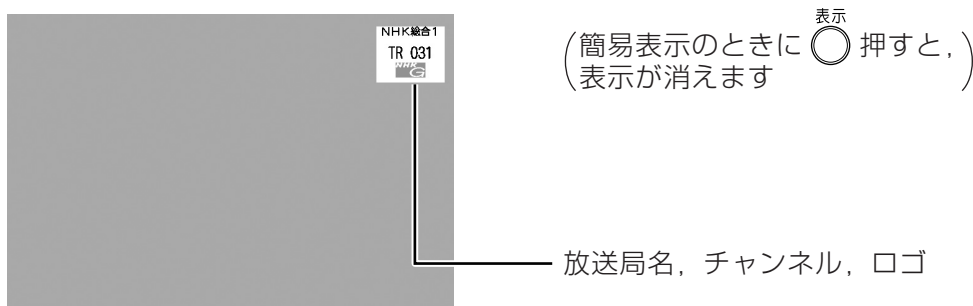 NHK総合1
TR 031
NHK
G
表示
簡易表示のときに 押すと,
表示が消えます
放送局名, チャンネル, ロゴ